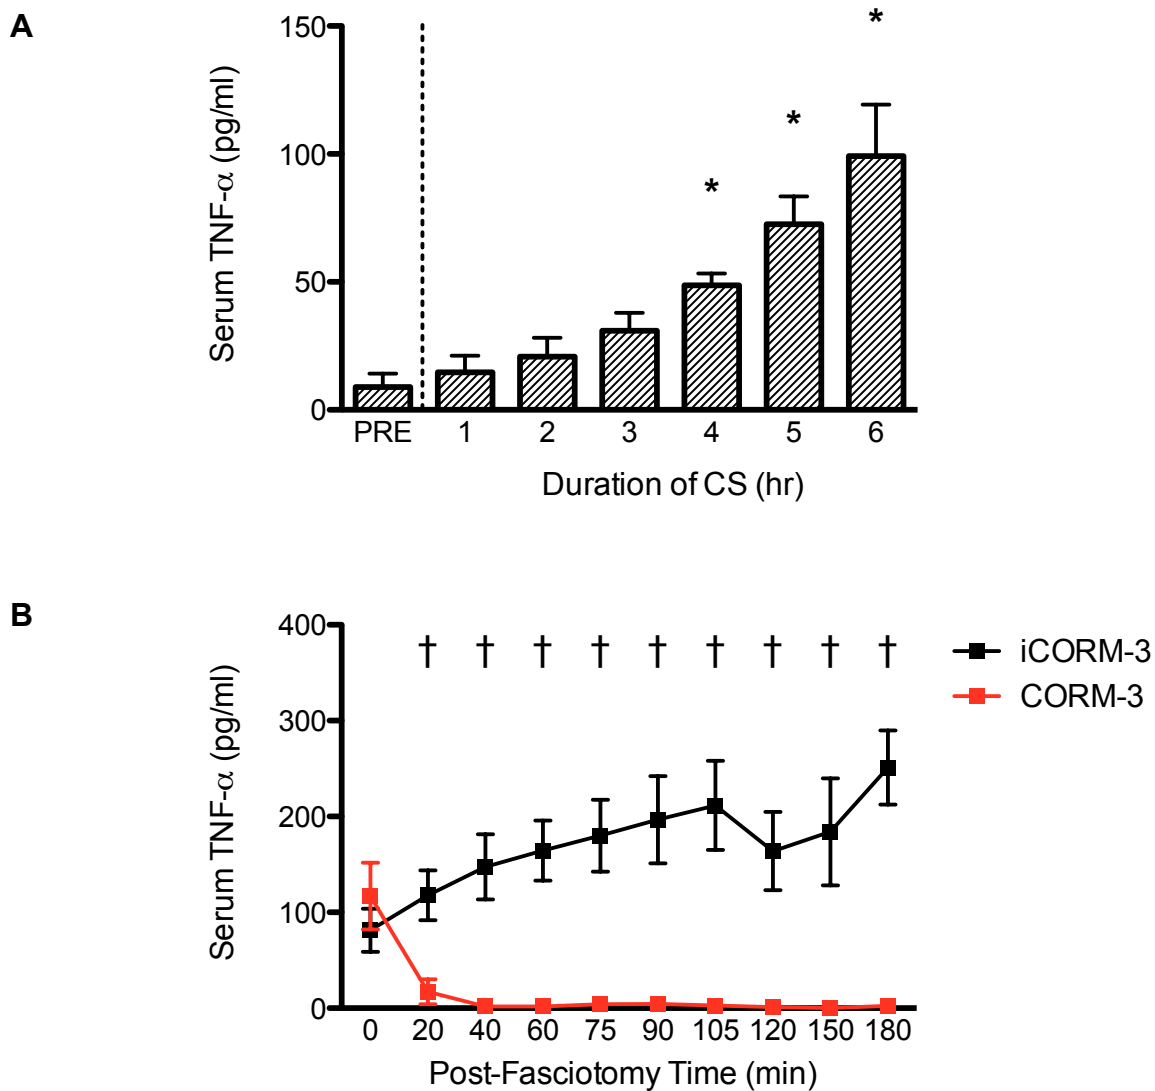 A
Serum TNF-α (pg/ml)
150
100
50
0
*
*
*
PRE 1 2 3 4 5 6
Duration of CS (hr)
B
Serum TNF-α (pg/ml)
400
300
200
100
0
† † † † † † † † †
iCORM-3
CORM-3
0 20 40 60 75 90 105 120 150 180
Post-Fasciotomy Time (min)